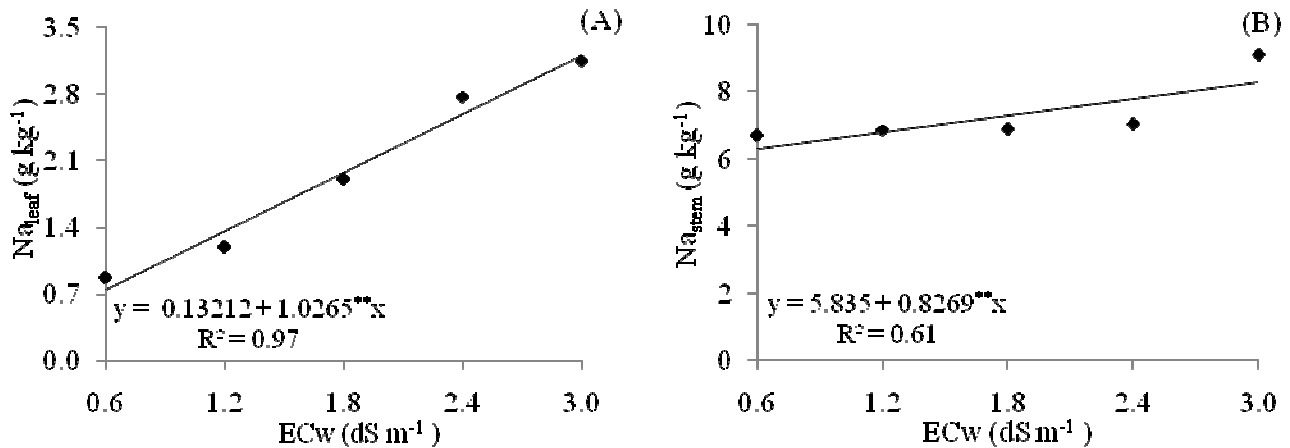 (A)
3.5
2.8
2.1
1.4
0.7
0.0
Na_leaf (g kg⁻¹)
y = 0.13212 + 1.0265**x
R² = 0.97
0.6 1.2 1.8 2.4 3.0
ECw (dS m⁻¹ )
(B)
10
8
6
4
2
0
Na_stem (g kg⁻¹)
y = 5.835 + 0.8269**x
R² = 0.61
0.6 1.2 1.8 2.4 3.0
ECw (dS m⁻¹ )